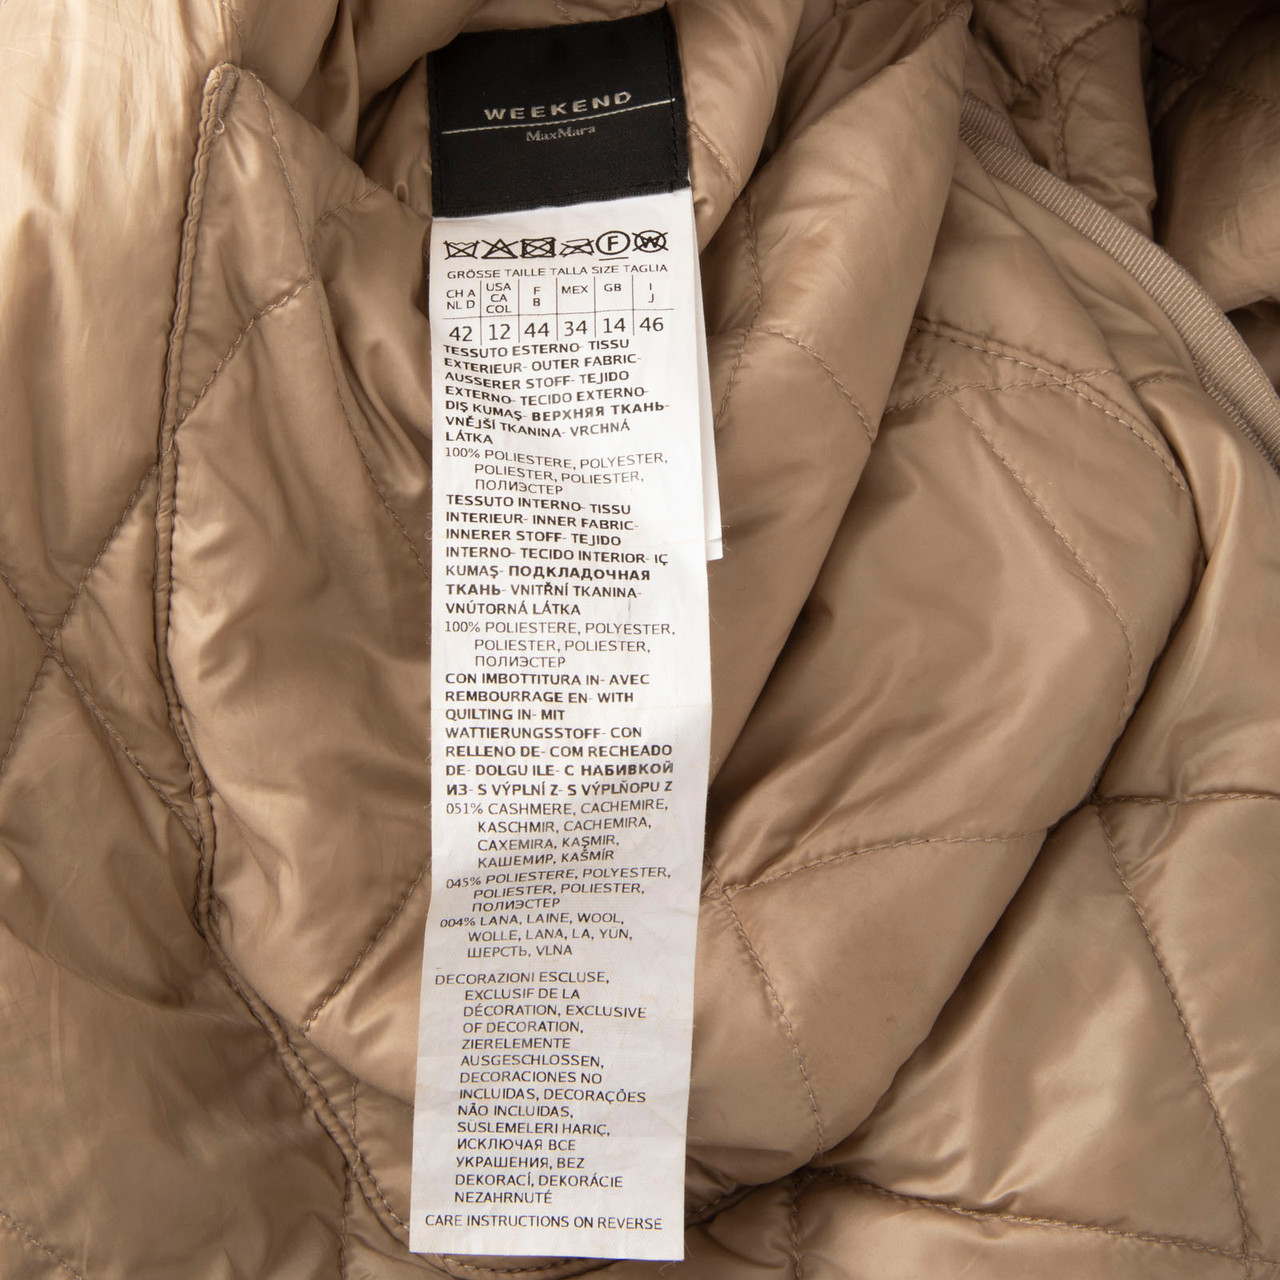 WEEKEND
MaxMara
F W
GRÖSSE TAILLE TALLA SIZE TAGLIA
CH A NL D USA CA COL F B MEX GB I J
42 12 44 34 14 46
TESSUTO ESTERNO- TISSU
EXTERIEUR- OUTER FABRIC-
AUSSERER STOFF- TEJIDO
EXTERNO- TECIDO EXTERNO-
DIŞ KUMAŞ- ВЕРХНЯЯ ТКАНЬ-
VNĚJŠÍ TKANINA- VRCHNÁ
LÁTKA
100% POLIESTERE, POLYESTER,
POLIESTER, POLIESTER,
ПОЛИЭСТЕР
TESSUTO INTERNO- TISSU
INTERIEUR- INNER FABRIC-
INNERER STOFF- TEJIDO
INTERNO- TECIDO INTERIOR- IÇ
KUMAŞ- ПОДКЛАДОЧНАЯ
ТКАНЬ- VNITŘNÍ TKANINA-
VNÚTORNÁ LÁTKA
100% POLIESTERE, POLYESTER,
POLIESTER, POLIESTER,
ПОЛИЭСТЕР
CON IMBOTTITURA IN- AVEC
REMBOURRAGE EN- WITH
QUILTING IN- MIT
WATTIERUNGSSTOFF- CON
RELLENO DE- COM RECHEADO
DE- DOLGU ILE- С НАБИВКОЙ
ИЗ- S VÝPLNÍ Z- S VÝPLŇOPU Z
051% CASHMERE, CACHEMIRE,
KASCHMIR, CACHEMIRA,
CAXEMIRA, KAŞMIR,
КАШЕМИР, KAŠMÍR
045% POLIESTERE, POLYESTER,
POLIESTER, POLIESTER,
ПОЛИЭСТЕР
004% LANA, LAINE, WOOL,
WOLLE, LANA, LA, YÜN,
ШЕРСТЬ, VLNA
DECORAZIONI ESCLUSE,
EXCLUSIF DE LA
DÉCORATION, EXCLUSIVE
OF DECORATION,
ZIERELEMENTE
AUSGESCHLOSSEN,
DECORACIONES NO
INCLUIDAS, DECORAÇÕES
NÃO INCLUIDAS,
SÜSLEMELERI HARIÇ,
ИСКЛЮЧАЯ ВСЕ
УКРАШЕНИЯ, BEZ
DEKORACÍ, DEKORÁCIE
NEZAHRNUTÉ
CARE INSTRUCTIONS ON REVERSE